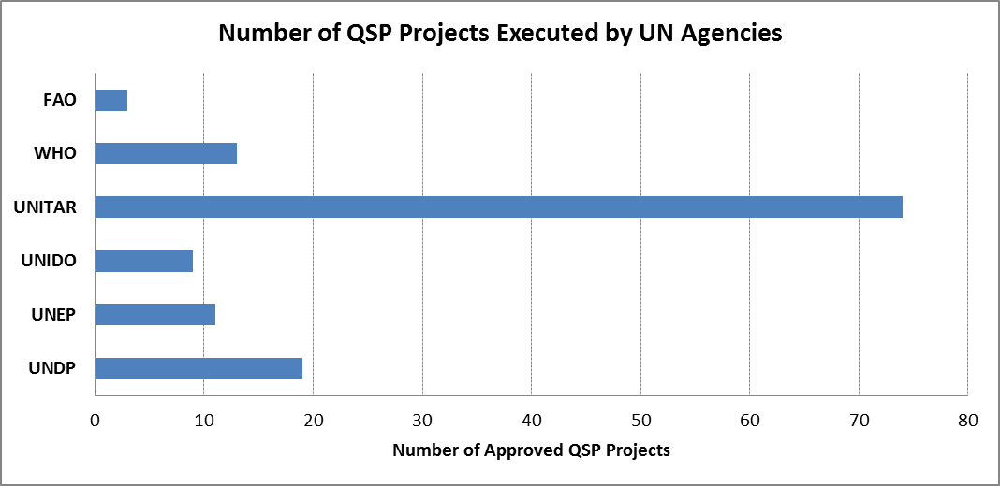 Number of QSP Projects Executed by UN Agencies
FAO
WHO
UNITAR
UNIDO
UNEP
UNDP
0 10 20 30 40 50 60 70 80
Number of Approved QSP Projects